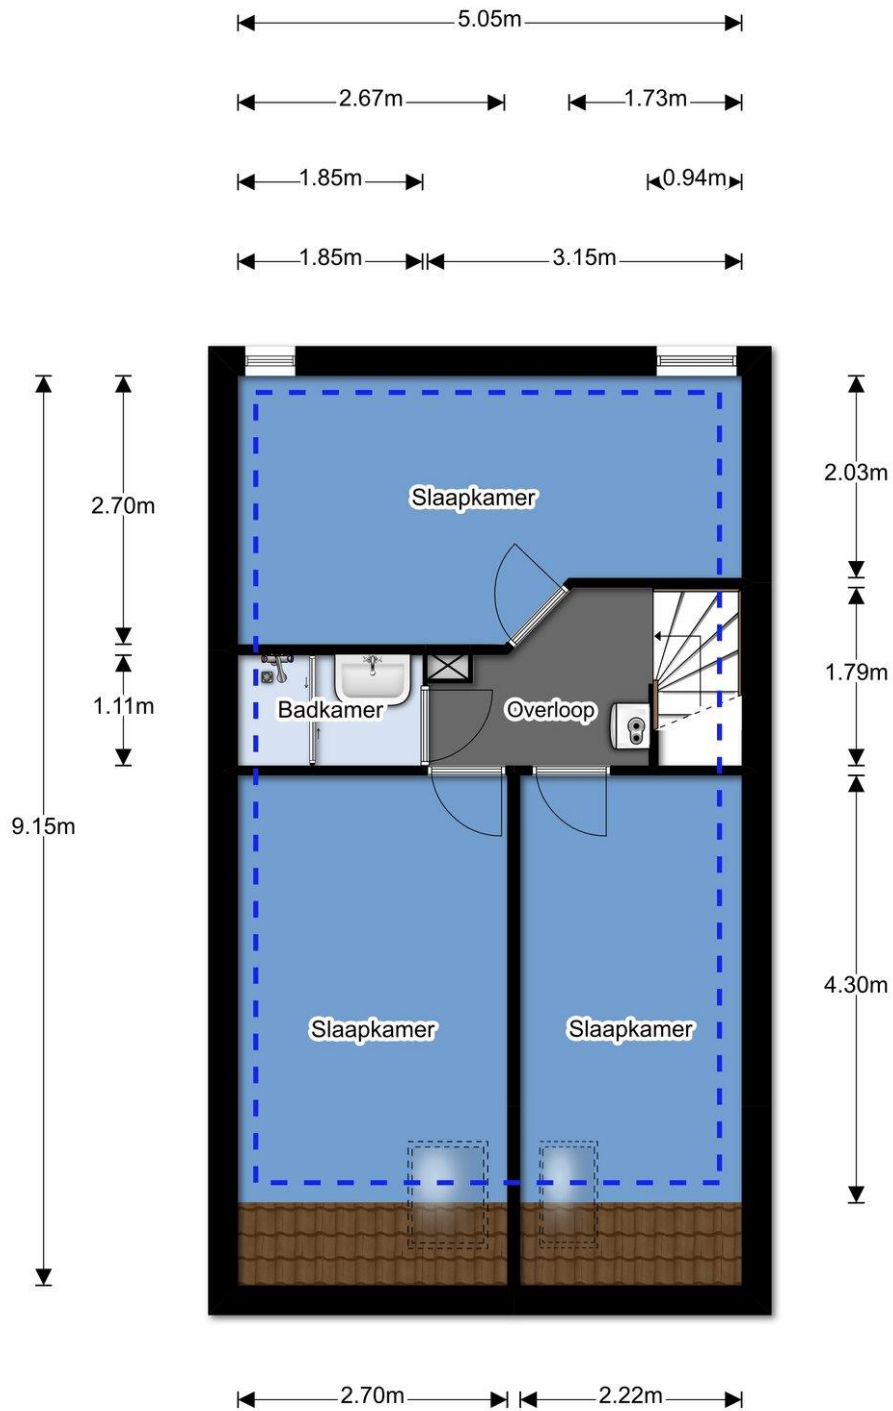 5.05m
2.67m
1.73m
1.85m
0.94m
1.85m
3.15m
2.03m
Slaapkamer
2.70m
1.79m
1.11m
Badkamer
Overloop
9.15m
4.30m
Slaapkamer
Slaapkamer
2.70m
2.22m